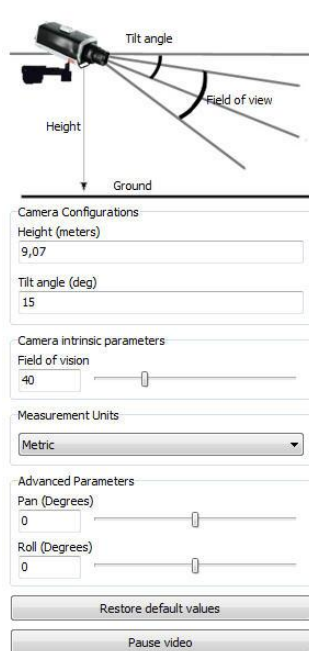 Tilt angle
Field of view
Height
Ground
Camera Configurations
Height (meters)
9,07
Tilt angle (deg)
15
Camera intrinsic parameters
Field of vision
40
Measurement Units
Metric
Advanced Parameters
Pan (Degrees)
0
Roll (Degrees)
0
Restore default values
Pause video